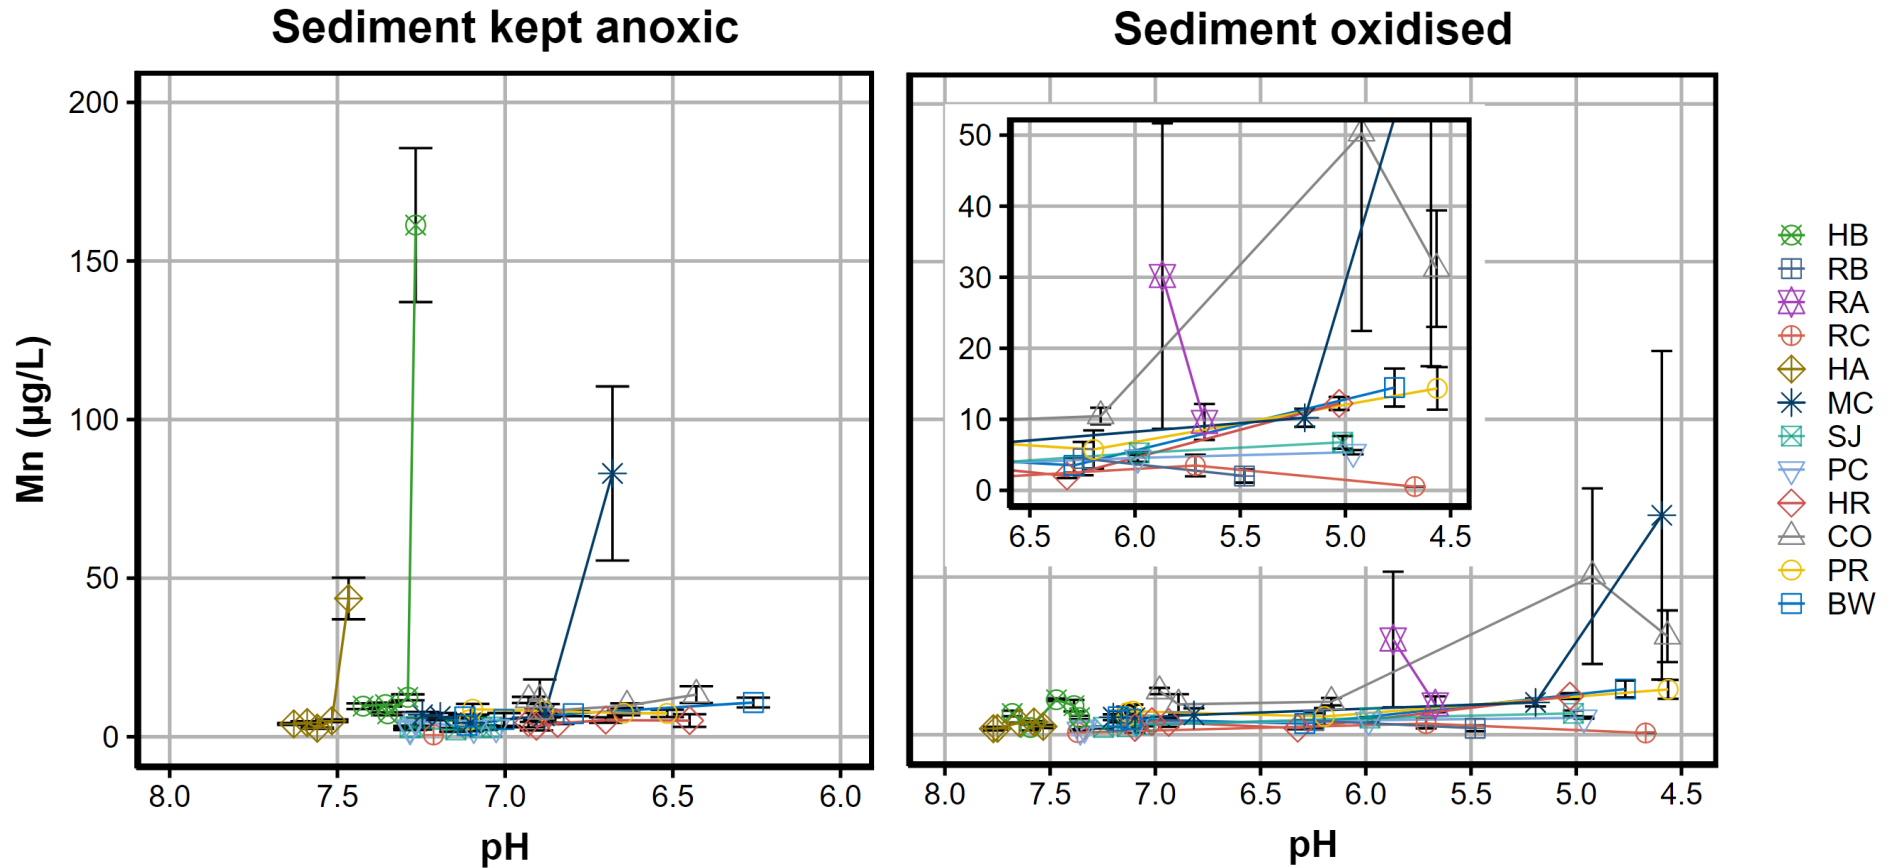 Sediment kept anoxic
Sediment oxidised
200
150
100
50
0
Mn (µg/L)
8.0 7.5 7.0 6.5 6.0
pH
50
40
30
20
10
0
6.5 6.0 5.5 5.0 4.5
8.0 7.5 7.0 6.5 6.0 5.5 5.0 4.5
pH
HB
RB
RA
RC
HA
MC
SJ
PC
HR
CO
PR
BW